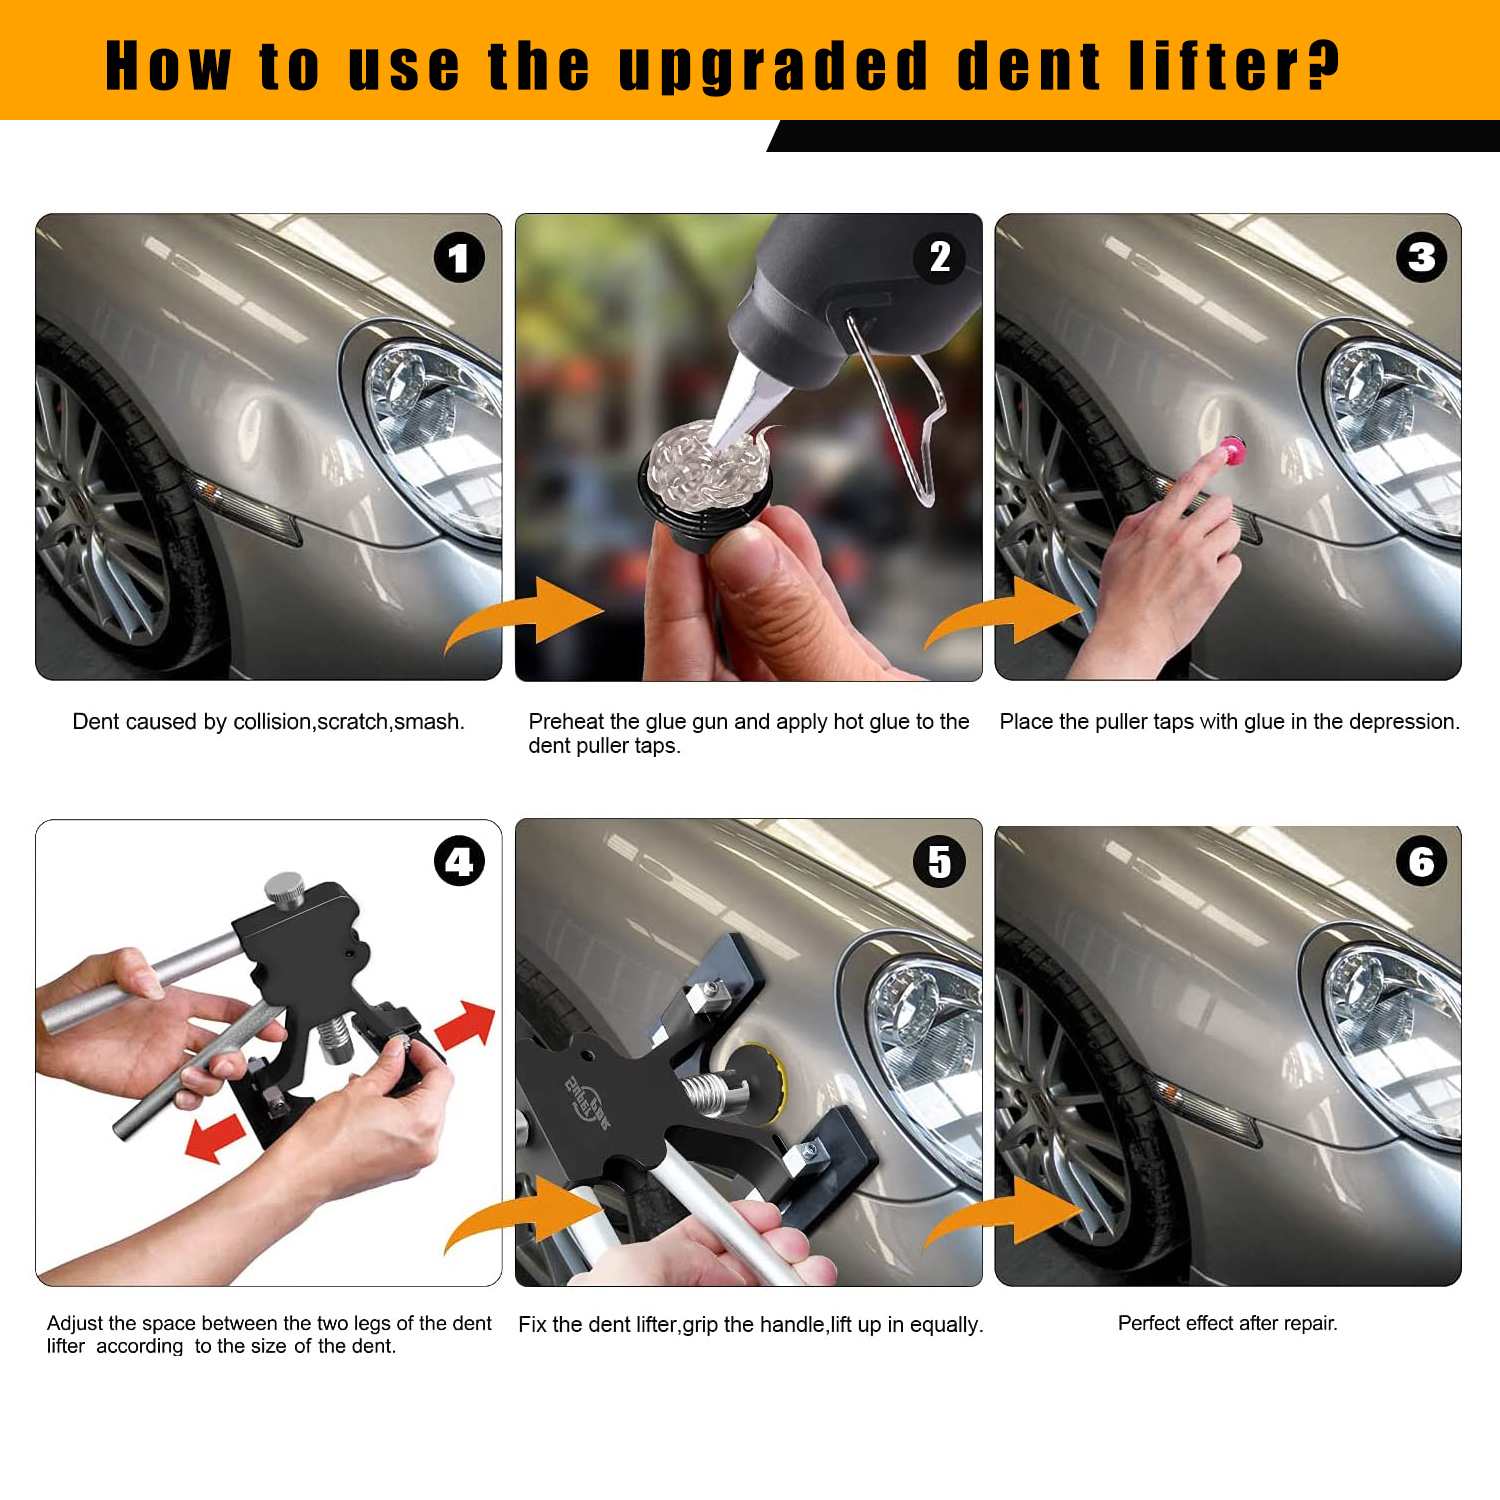 How to use the upgraded dent lifter?
1
2
3
Dent caused by collision,scratch,smash.
Preheat the glue gun and apply hot glue to the
dent puller taps.
Place the puller taps with glue in the depression.
4
5
6
Adjust the space between the two legs of the dent
lifter according to the size of the dent.
Fix the dent lifter,grip the handle,lift up in equally.
Perfect effect after repair.